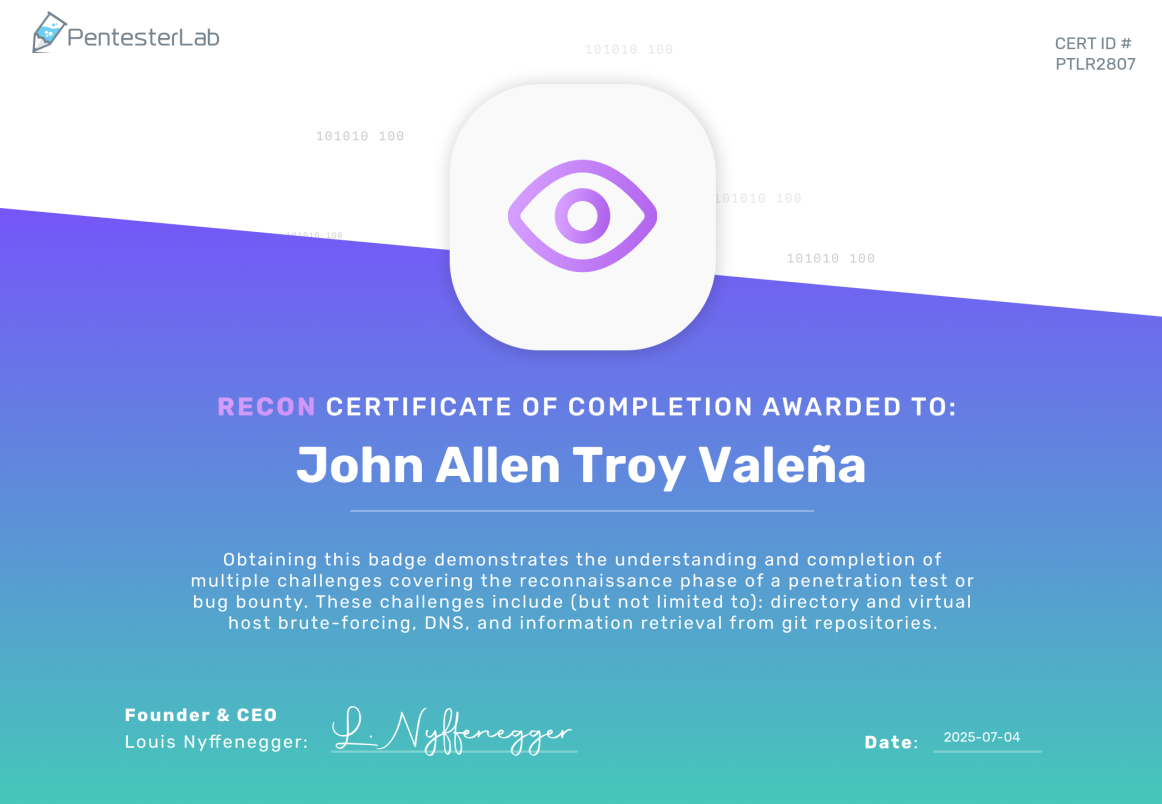 PentesterLab
101010 100
CERT ID #
PTLR2807
101010 100
101010 100
101010 100
101010 100
RECON CERTIFICATE OF COMPLETION AWARDED TO:
John Allen Troy Valeña
Obtaining this badge demonstrates the understanding and completion of
multiple challenges covering the reconnaissance phase of a penetration test or
bug bounty. These challenges include (but not limited to): directory and virtual
host brute-forcing, DNS, and information retrieval from git repositories.
Founder & CEO
Louis Nyffenegger:
L. Nyffenegger
Date: 2025-07-04